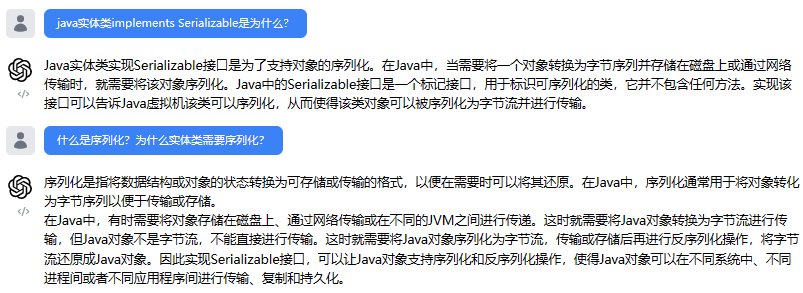 java实体类implements Serializable是为什么?
Java实体类实现Serializable接口是为了支持对象的序列化。在Java中，当需要将一个对象转换为字节序列并存储在磁盘上或通过网络
传输时，就需要将该对象序列化。Java中的Serializable接口是一个标记接口，用于标识可序列化的类，它并不包含任何方法。实现该
接口可以告诉Java虚拟机该类可以序列化，从而使得该类对象可以被序列化为字节流并进行传输。
什么是序列化？为什么实体类需要序列化?
序列化是指将数据结构或对象的状态转换为可存储或传输的格式，以便在需要时可以将其还原。在Java中，序列化通常用于将对象转化
为字节序列以便于传输或存储。
在Java中，有时需要将对象存储在磁盘上、通过网络传输或在不同的JVM之间进行传递。这时就需要将Java对象转换为字节流进行传
输，但Java对象不是字节流，不能直接进行传输。这时就需要将Java对象序列化为字节流，传输或存储后再进行反序列化操作，将字节
流还原成Java对象。因此实现Serializable接口，可以让Java对象支持序列化和反序列化操作，使得Java对象可以在不同系统中、不同
进程间或者不同应用程序间进行传输、复制和持久化。